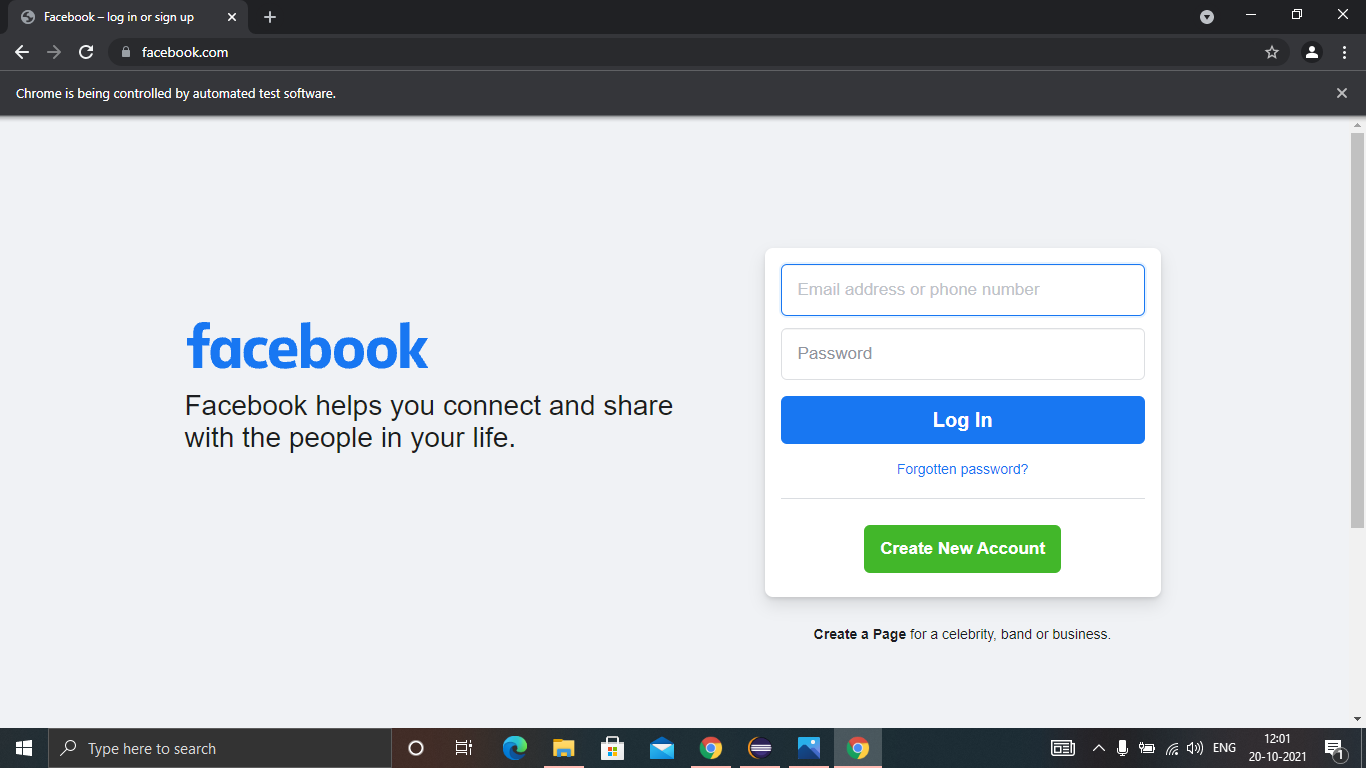 Facebook – log in or sign up
facebook.com
Chrome is being controlled by automated test software.
facebook
Facebook helps you connect and share
with the people in your life.
Email address or phone number
Password
Log In
Forgotten password?
Create New Account
Create a Page for a celebrity, band or business.
Type here to search
ENG
12:01
20-10-2021
1